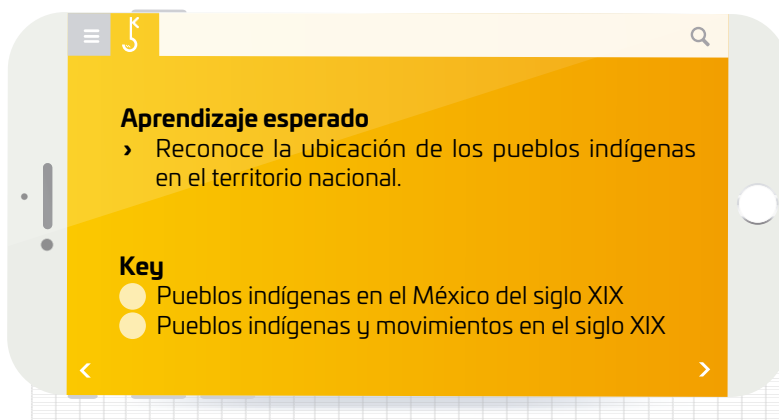 Aprendizaje esperado
› Reconoce la ubicación de los pueblos indígenas
en el territorio nacional.
Key
Pueblos indígenas en el México del siglo XIX
Pueblos indígenas y movimientos en el siglo XIX